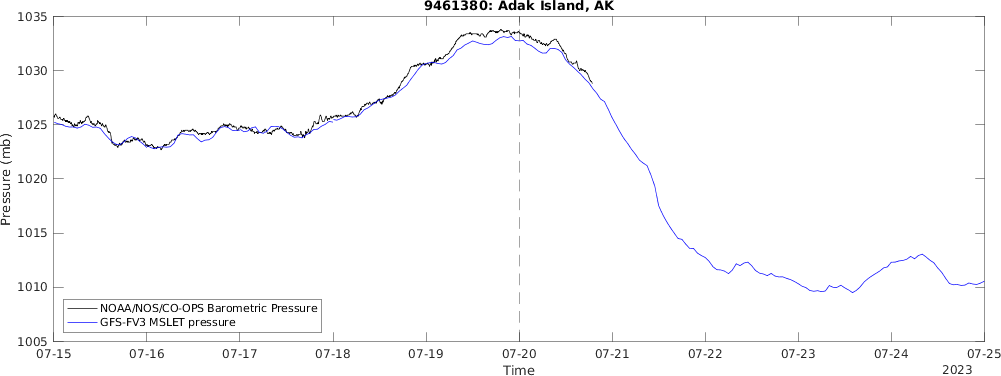 9461380: Adak Island, AK
1035
1030
1025
1020
1015
1010
1005
Pressure (mb)
NOAA/NOS/CO-OPS Barometric Pressure
GFS-FV3 MSLET pressure
07-15 07-16 07-17 07-18 07-19 07-20 07-21 07-22 07-23 07-24 07-25
Time
2023